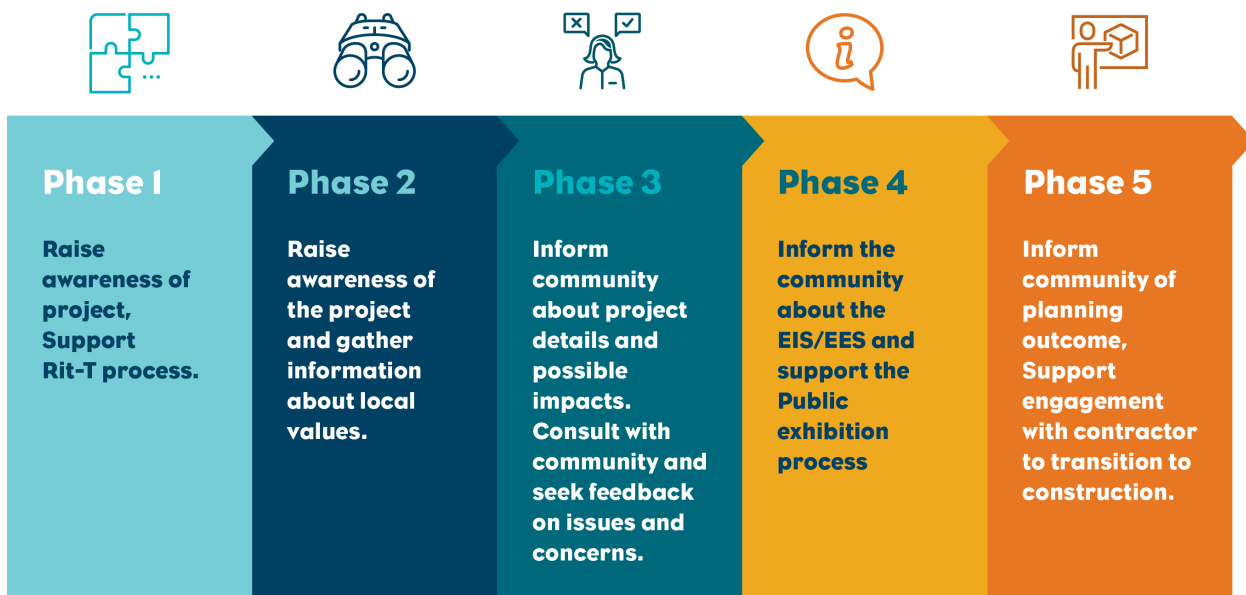 Phase 1
Raise
awareness of
project,
Support
Rit-T process.
Phase 2
Raise
awareness of
the project
and gather
information
about local
values.
Phase 3
Inform
community
about project
details and
possible
impacts.
Consult with
community and
seek feedback
on issues and
concerns.
Phase 4
Inform the
community
about the
EIS/EES and
support the
Public
exhibition
process
Phase 5
Inform
community of
planning
outcome,
Support
engagement
with contractor
to transition to
construction.